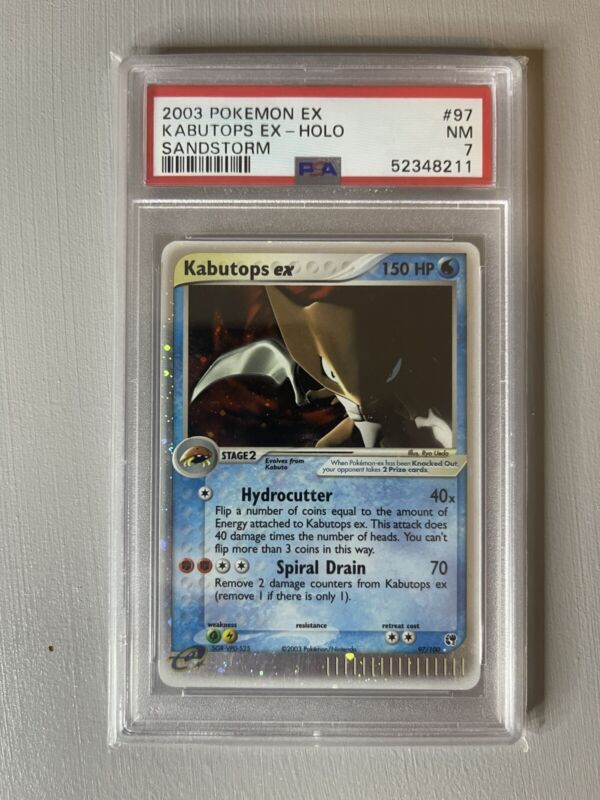 2003 POKEMON EX #97
KABUTOPS EX-HOLO NM
SANDSTORM 7
PSA 52348211
Kabutops ex 150 HP
Illus. Ryo Ueda
STAGE 2 Evolves from
Kabuto
When Pokémon-ex has been Knocked Out,
your opponent takes 2 Prize cards.
Hydrocutter 40x
Flip a number of coins equal to the amount of
Energy attached to Kabutops ex. This attack does
40 damage times the number of heads. You can't
flip more than 3 coins in this way.
Spiral Drain 70
Remove 2 damage counters from Kabutops ex
(remove 1 if there is only 1).
weakness resistance retreat cost
©2003 Pokémon/Nintendo 97/100